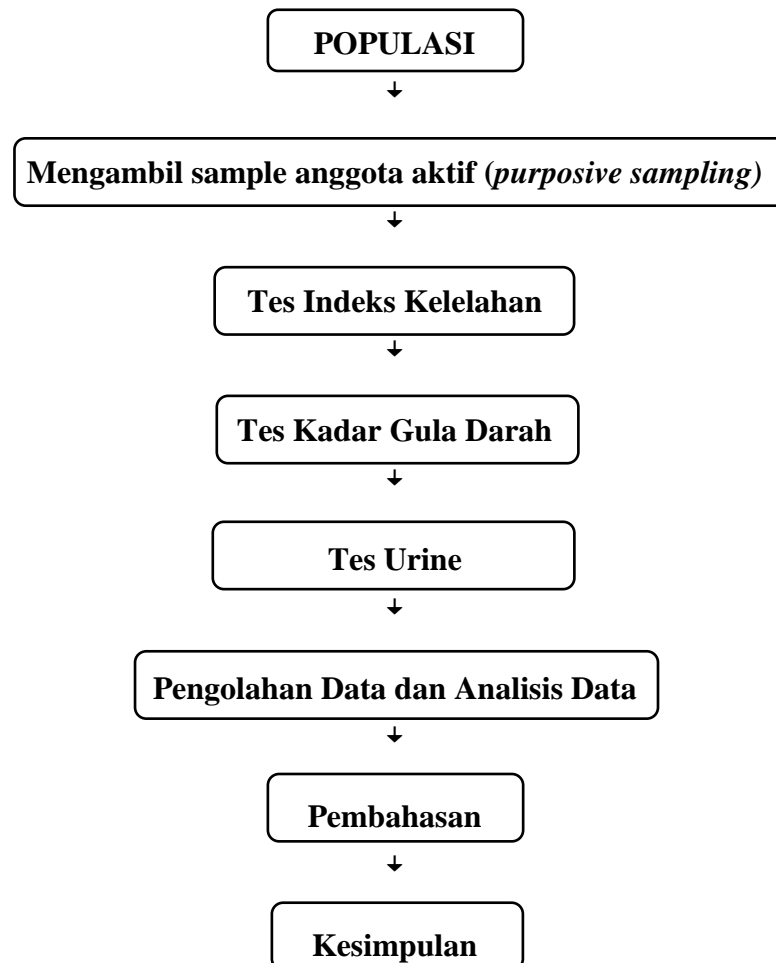 POPULASI
Mengambil sample anggota aktif (purposive sampling)
Tes Indeks Kelelahan
Tes Kadar Gula Darah
Tes Urine
Pengolahan Data dan Analisis Data
Pembahasan
Kesimpulan